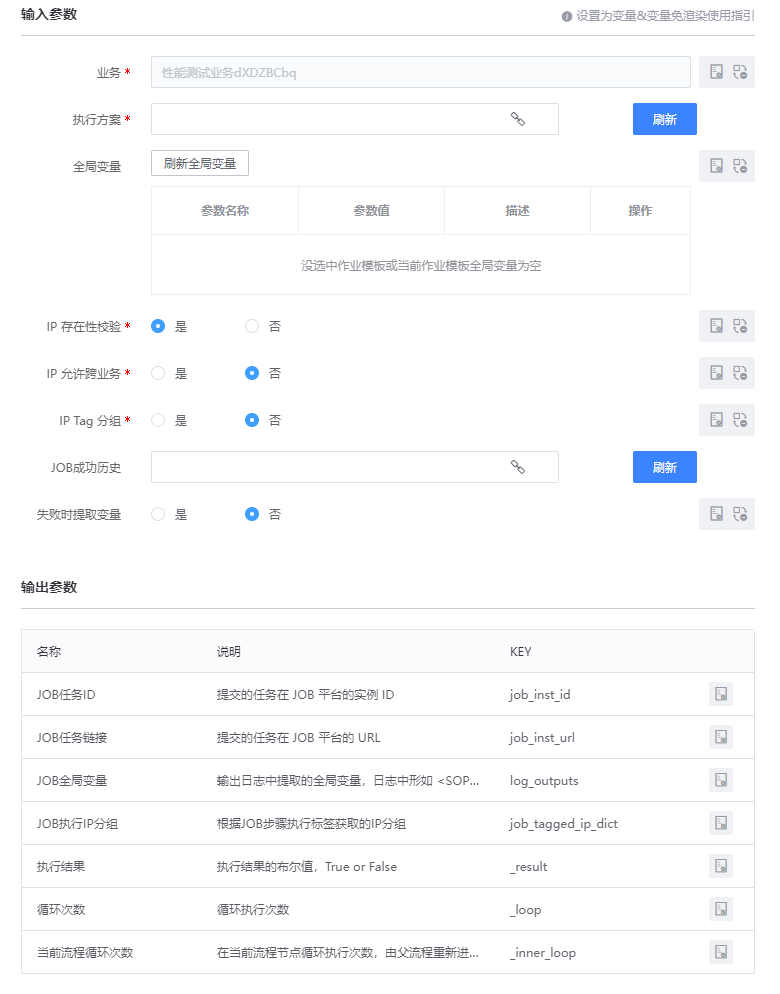 输入参数 设置为变量&变量免渲染使用指引
业务* 性能测试业务dXDZBCbq
执行方案* 刷新
全局变量 刷新全局变量
参数名称 参数值 描述 操作
没选中作业模板或当前作业模板全局变量为空
IP 存在性校验* 是 否
IP 允许跨业务* 是 否
IP Tag 分组* 是 否
JOB成功历史 刷新
失败时提取变量 是 否
输出参数
名称 说明 KEY
JOB任务ID 提交的任务在 JOB 平台的实例 ID job_inst_id
JOB任务链接 提交的任务在 JOB 平台的 URL job_inst_url
JOB全局变量 输出日志中提取的全局变量，日志中形如 <SOP... log_outputs
JOB执行IP分组 根据JOB步骤执行标签获取的IP分组 job_tagged_ip_dict
执行结果 执行结果的布尔值，True or False _result
循环次数 循环执行次数 _loop
当前流程循环次数 在当前流程节点循环执行次数，由父流程重新进... _inner_loop